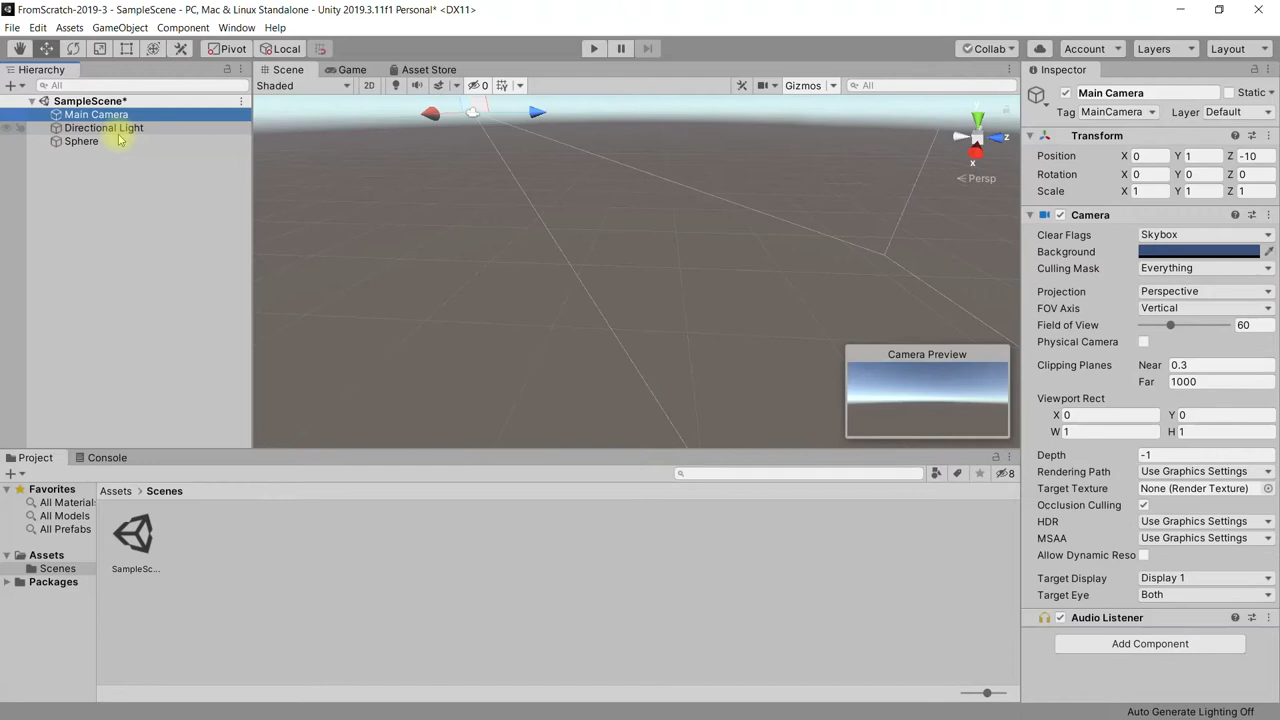 FromScratch-2019-3 - SampleScene - PC, Mac & Linux Standalone - Unity 2019.3.11f1 Personal* <DX11>
File Edit Assets GameObject Component Window Help
Pivot Local Collab Account Layers Layout
Hierarchy
All
SampleScene*
Main Camera
Directional Light
Sphere
Scene Game Asset Store
Shaded 2D 0 Gizmos All
y
z
x
Persp
Camera Preview
Inspector
Main Camera Static
Tag MainCamera Layer Default
Transform
Position X 0 Y 1 Z -10
Rotation X 0 Y 0 Z 0
Scale X 1 Y 1 Z 1
Camera
Clear Flags Skybox
Background
Culling Mask Everything
Projection Perspective
FOV Axis Vertical
Field of View 60
Physical Camera
Clipping Planes Near 0.3
Far 1000
Viewport Rect
X 0 Y 0
W 1 H 1
Depth -1
Rendering Path Use Graphics Settings
Target Texture None (Render Texture)
Occlusion Culling
HDR Use Graphics Settings
MSAA Use Graphics Settings
Allow Dynamic Reso
Target Display Display 1
Target Eye Both
Audio Listener
Add Component
Project Console
8
Favorites
All Material
All Models
All Prefabs
Assets
Scenes
Packages
Assets > Scenes
SampleSc...
Auto Generate Lighting Off